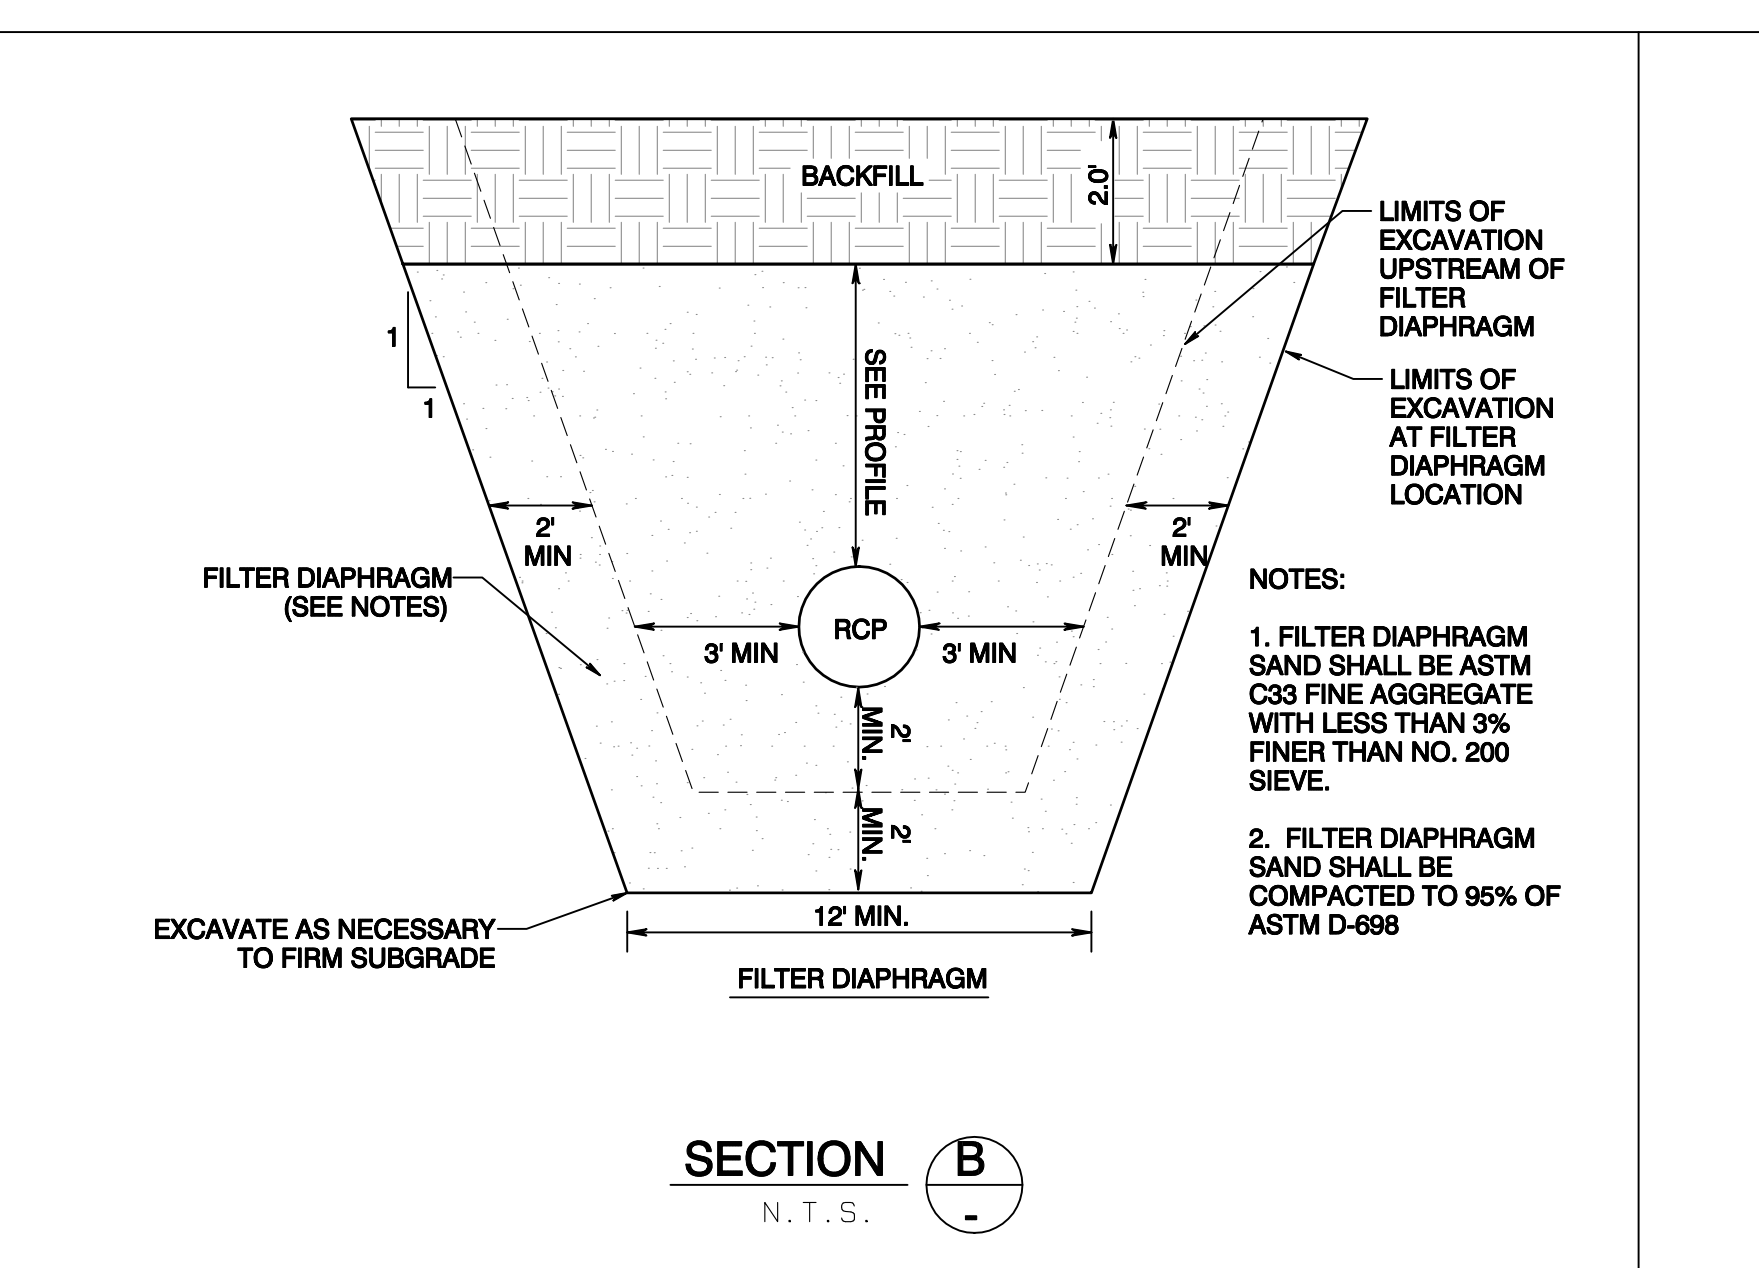 BACKFILL
2.0'
LIMITS OF
EXCAVATION
UPSTREAM OF
FILTER
DIAPHRAGM
1
1
SEE PROFILE
LIMITS OF
EXCAVATION
AT FILTER
DIAPHRAGM
LOCATION
2'
MIN
2'
MIN
FILTER DIAPHRAGM
(SEE NOTES)
RCP
3' MIN
3' MIN
2'
MIN.
2'
MIN.
NOTES:
1. FILTER DIAPHRAGM
SAND SHALL BE ASTM
C33 FINE AGGREGATE
WITH LESS THAN 3%
FINER THAN NO. 200
SIEVE.
2. FILTER DIAPHRAGM
SAND SHALL BE
COMPACTED TO 95% OF
ASTM D-698
EXCAVATE AS NECESSARY
TO FIRM SUBGRADE
12' MIN.
FILTER DIAPHRAGM
SECTION
N.T.S.
B
-